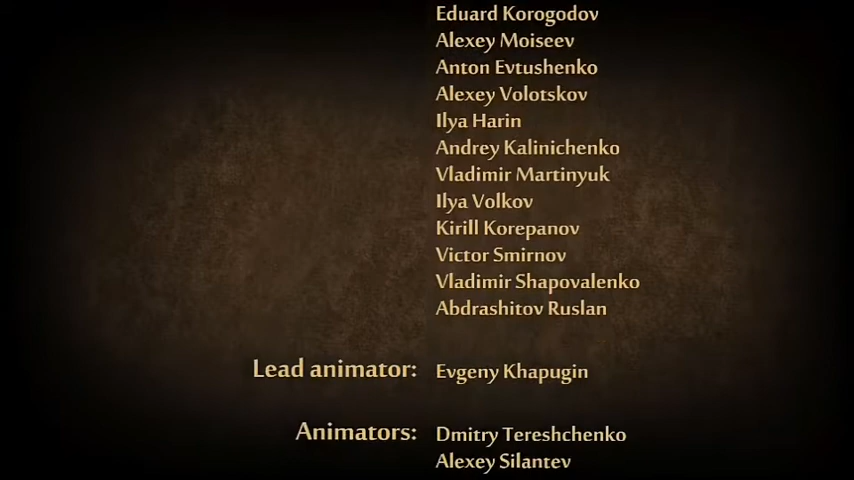 Eduard Korogodov
Alexey Moiseev
Anton Evtushenko
Alexey Volotskov
Ilya Harin
Andrey Kalinichenko
Vladimir Martinyuk
Ilya Volkov
Kirill Korepanov
Victor Smirnov
Vladimir Shapovalenko
Abdrashitov Ruslan
Lead animator: Evgeny Khapugin
Animators: Dmitry Tereshchenko
Alexey Silantev